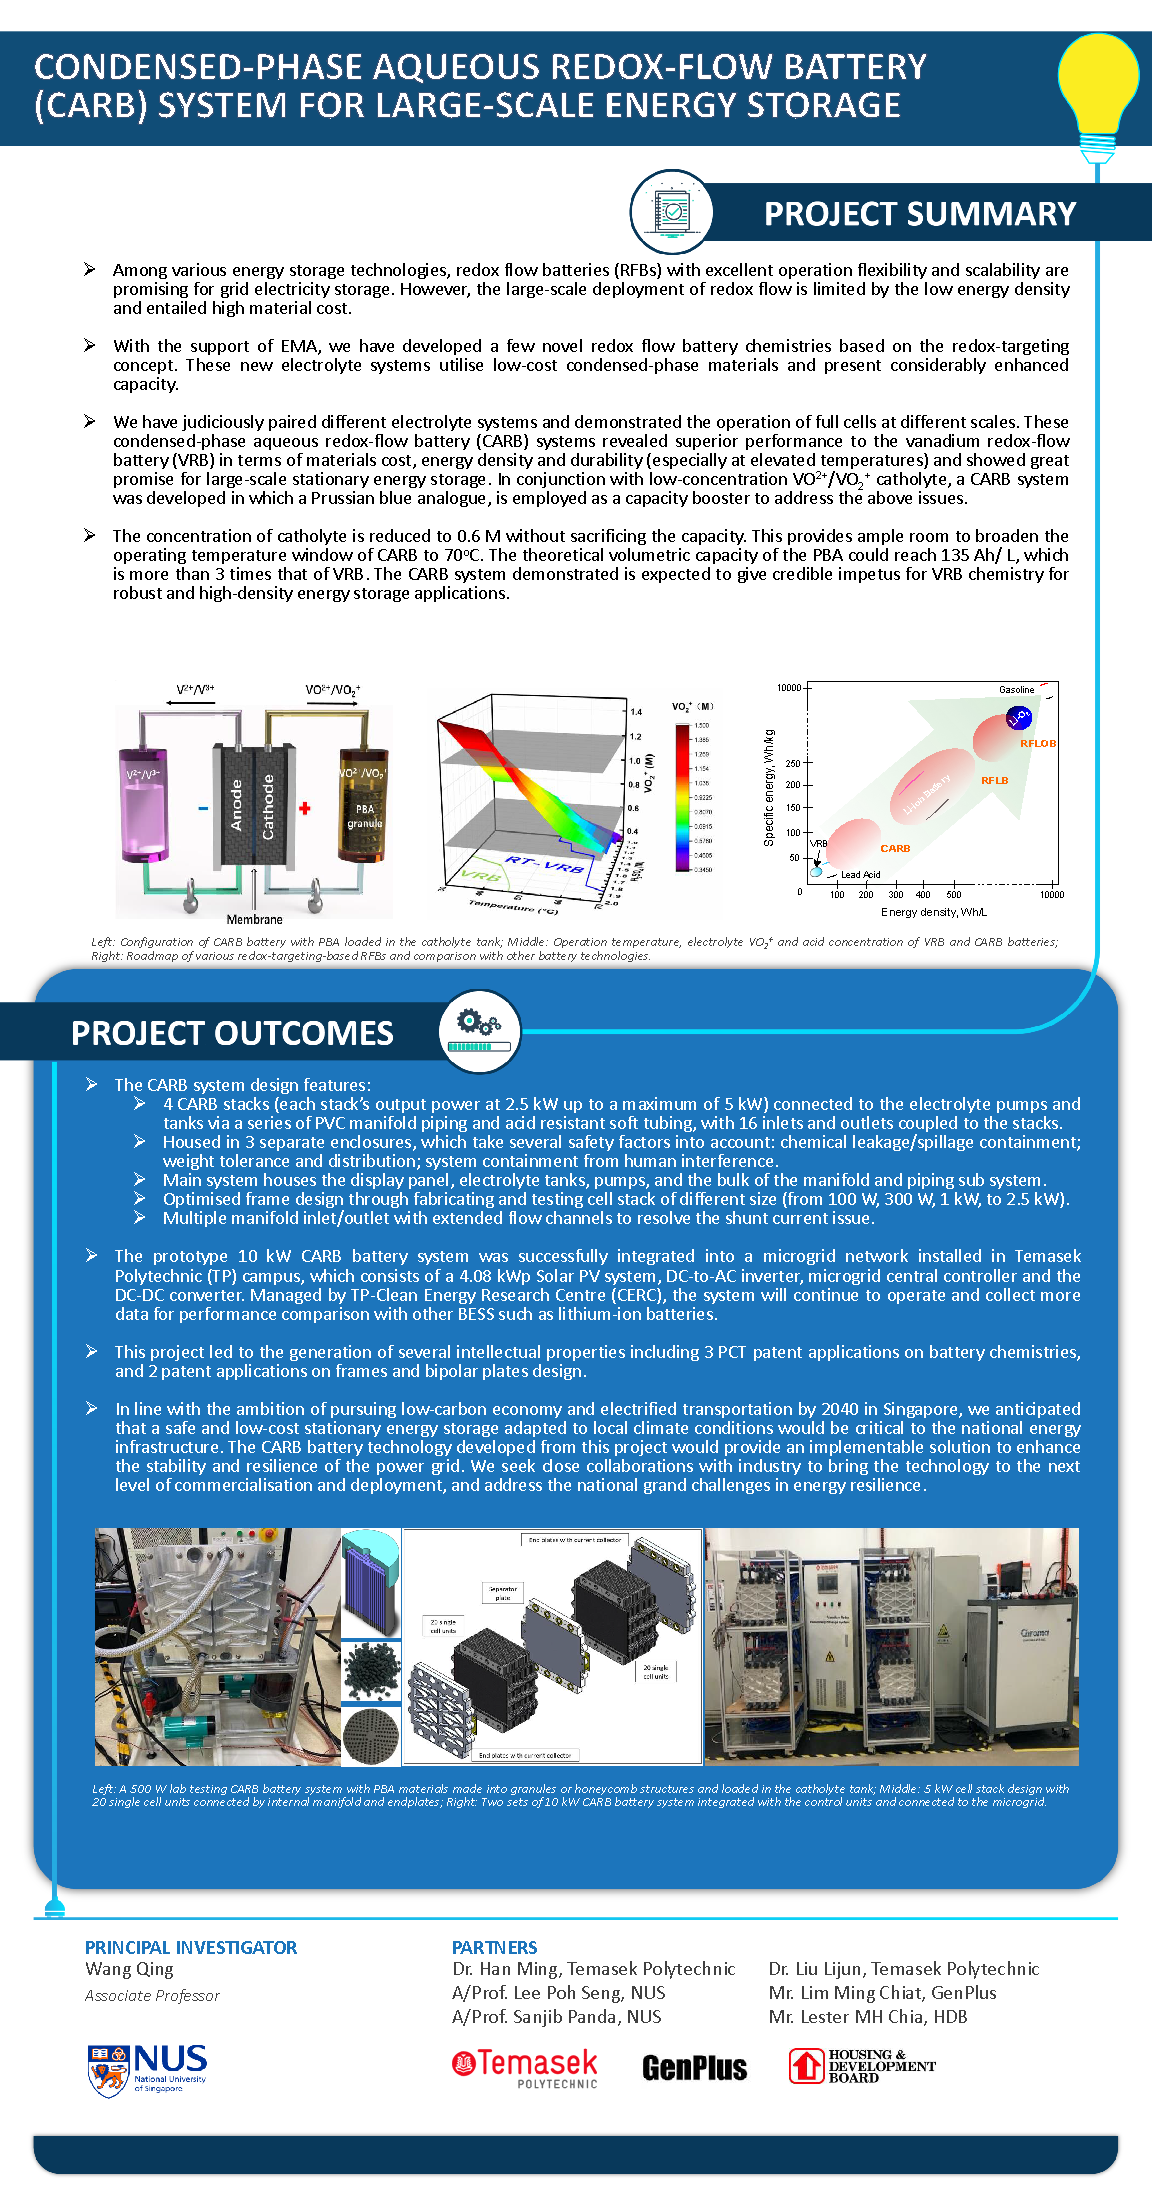 CONDENSED-PHASE AQUEOUS REDOX-FLOW BATTERY
(CARB) SYSTEM FOR LARGE-SCALE ENERGY STORAGE
PROJECT SUMMARY
➢ Among various energy storage technologies, redox flow batteries (RFBs) with excellent operation flexibility and scalability are
promising for grid electricity storage. However, the large-scale deployment of redox flow is limited by the low energy density
and entailed high material cost.
➢ With the support of EMA, we have developed a few novel redox flow battery chemistries based on the redox-targeting
concept. These new electrolyte systems utilise low-cost condensed-phase materials and present considerably enhanced
capacity.
➢ We have judiciously paired different electrolyte systems and demonstrated the operation of full cells at different scales. These
condensed-phase aqueous redox-flow battery (CARB) systems revealed superior performance to the vanadium redox-flow
battery (VRB) in terms of materials cost, energy density and durability (especially at elevated temperatures) and showed great
promise for large-scale stationary energy storage. In conjunction with low-concentration VO²⁺/VO₂⁺ catholyte, a CARB system
was developed in which a Prussian blue analogue, is employed as a capacity booster to address the above issues.
➢ The concentration of catholyte is reduced to 0.6 M without sacrificing the capacity. This provides ample room to broaden the
operating temperature window of CARB to 70°C. The theoretical volumetric capacity of the PBA could reach 135 Ah/ L, which
is more than 3 times that of VRB. The CARB system demonstrated is expected to give credible impetus for VRB chemistry for
robust and high-density energy storage applications.
V²⁺/V³⁺
VO²⁺/VO₂⁺
V²⁺/V³⁺
Anode
Cathode
PBA
granule
Membrane
VO₂⁺ (M)
1.4
1.2
1.0
0.8
0.6
0.4
VO₂⁺ (M)
1.500
1.385
1.269
1.154
1.038
0.9225
0.8070
0.6915
0.5760
0.4605
0.3450
RT-VRB
VRB
Temperature (°C)
H₂SO₄(M)
2.0
Specific energy, Wh/kg
10000
250
200
150
100
50
0
100 200 300 400 500 10000
Energy density, Wh/L
Gasoline
Li-O₂
RFLOB
RFLB
Li-ion Battery
CARB
VRB
Lead Acid
Left: Configuration of CARB battery with PBA loaded in the catholyte tank; Middle: Operation temperature, electrolyte VO₂⁺ and acid concentration of VRB and CARB batteries;
Right: Roadmap of various redox-targeting-based RFBs and comparison with other battery technologies.
PROJECT OUTCOMES
➢ The CARB system design features:
➢ 4 CARB stacks (each stack's output power at 2.5 kW up to a maximum of 5 kW) connected to the electrolyte pumps and
tanks via a series of PVC manifold piping and acid resistant soft tubing, with 16 inlets and outlets coupled to the stacks.
➢ Housed in 3 separate enclosures, which take several safety factors into account: chemical leakage/spillage containment;
weight tolerance and distribution; system containment from human interference.
➢ Main system houses the display panel, electrolyte tanks, pumps, and the bulk of the manifold and piping sub system.
➢ Optimised frame design through fabricating and testing cell stack of different size (from 100 W, 300 W, 1 kW, to 2.5 kW).
➢ Multiple manifold inlet/outlet with extended flow channels to resolve the shunt current issue.
➢ The prototype 10 kW CARB battery system was successfully integrated into a microgrid network installed in Temasek
Polytechnic (TP) campus, which consists of a 4.08 kWp Solar PV system, DC-to-AC inverter, microgrid central controller and the
DC-DC converter. Managed by TP-Clean Energy Research Centre (CERC), the system will continue to operate and collect more
data for performance comparison with other BESS such as lithium-ion batteries.
➢ This project led to the generation of several intellectual properties including 3 PCT patent applications on battery chemistries,
and 2 patent applications on frames and bipolar plates design.
➢ In line with the ambition of pursuing low-carbon economy and electrified transportation by 2040 in Singapore, we anticipated
that a safe and low-cost stationary energy storage adapted to local climate conditions would be critical to the national energy
infrastructure. The CARB battery technology developed from this project would provide an implementable solution to enhance
the stability and resilience of the power grid. We seek close collaborations with industry to bring the technology to the next
level of commercialisation and deployment, and address the national grand challenges in energy resilience.
End plates with current collector
Separator
plate
20 single
cell units
20 single
cell units
End plates with current collector
Chroma
Left: A 500 W lab testing CARB battery system with PBA materials made into granules or honeycomb structures and loaded in the catholyte tank; Middle: 5 kW cell stack design with
20 single cell units connected by internal manifold and endplates; Right: Two sets of 10 kW CARB battery system integrated with the control units and connected to the microgrid.
PRINCIPAL INVESTIGATOR
Wang Qing
Associate Professor
NUS
National University
of Singapore
PARTNERS
Dr. Han Ming, Temasek Polytechnic
A/Prof. Lee Poh Seng, NUS
A/Prof. Sanjib Panda, NUS
Dr. Liu Lijun, Temasek Polytechnic
Mr. Lim Ming Chiat, GenPlus
Mr. Lester MH Chia, HDB
Temasek
POLYTECHNIC
GenPlus
HOUSING &
DEVELOPMENT
BOARD